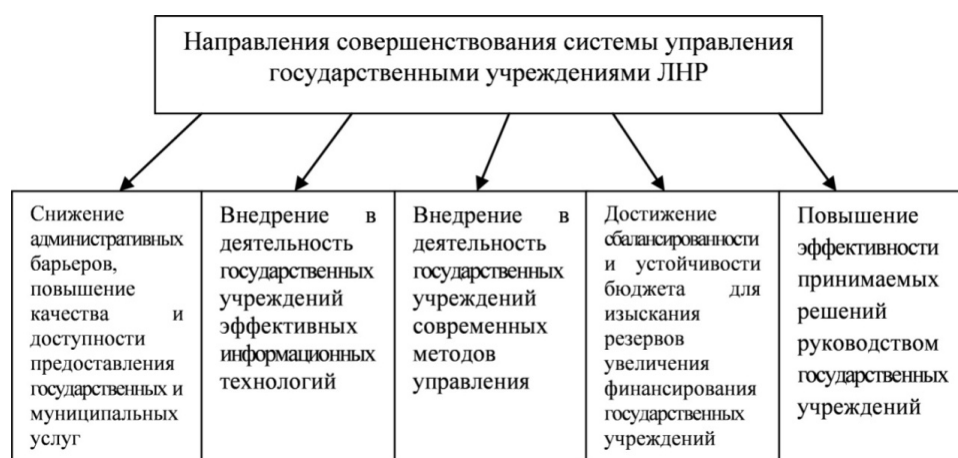 Направления совершенствования системы управления
государственными учреждениями ЛНР
Снижение
административных
барьеров,
повышение
качества и
доступности
предоставления
государственных и
муниципальных
услуг
Внедрение в
деятельность
государственных
учреждений
эффективных
информационных
технологий
Внедрение в
деятельность
государственных
учреждений
современных
методов
управления
Достижение
сбалансированности
и устойчивости
бюджета для
изыскания
резервов
увеличения
финансирования
государственных
учреждений
Повышение
эффективности
принимаемых
решений
руководством
государственных
учреждений